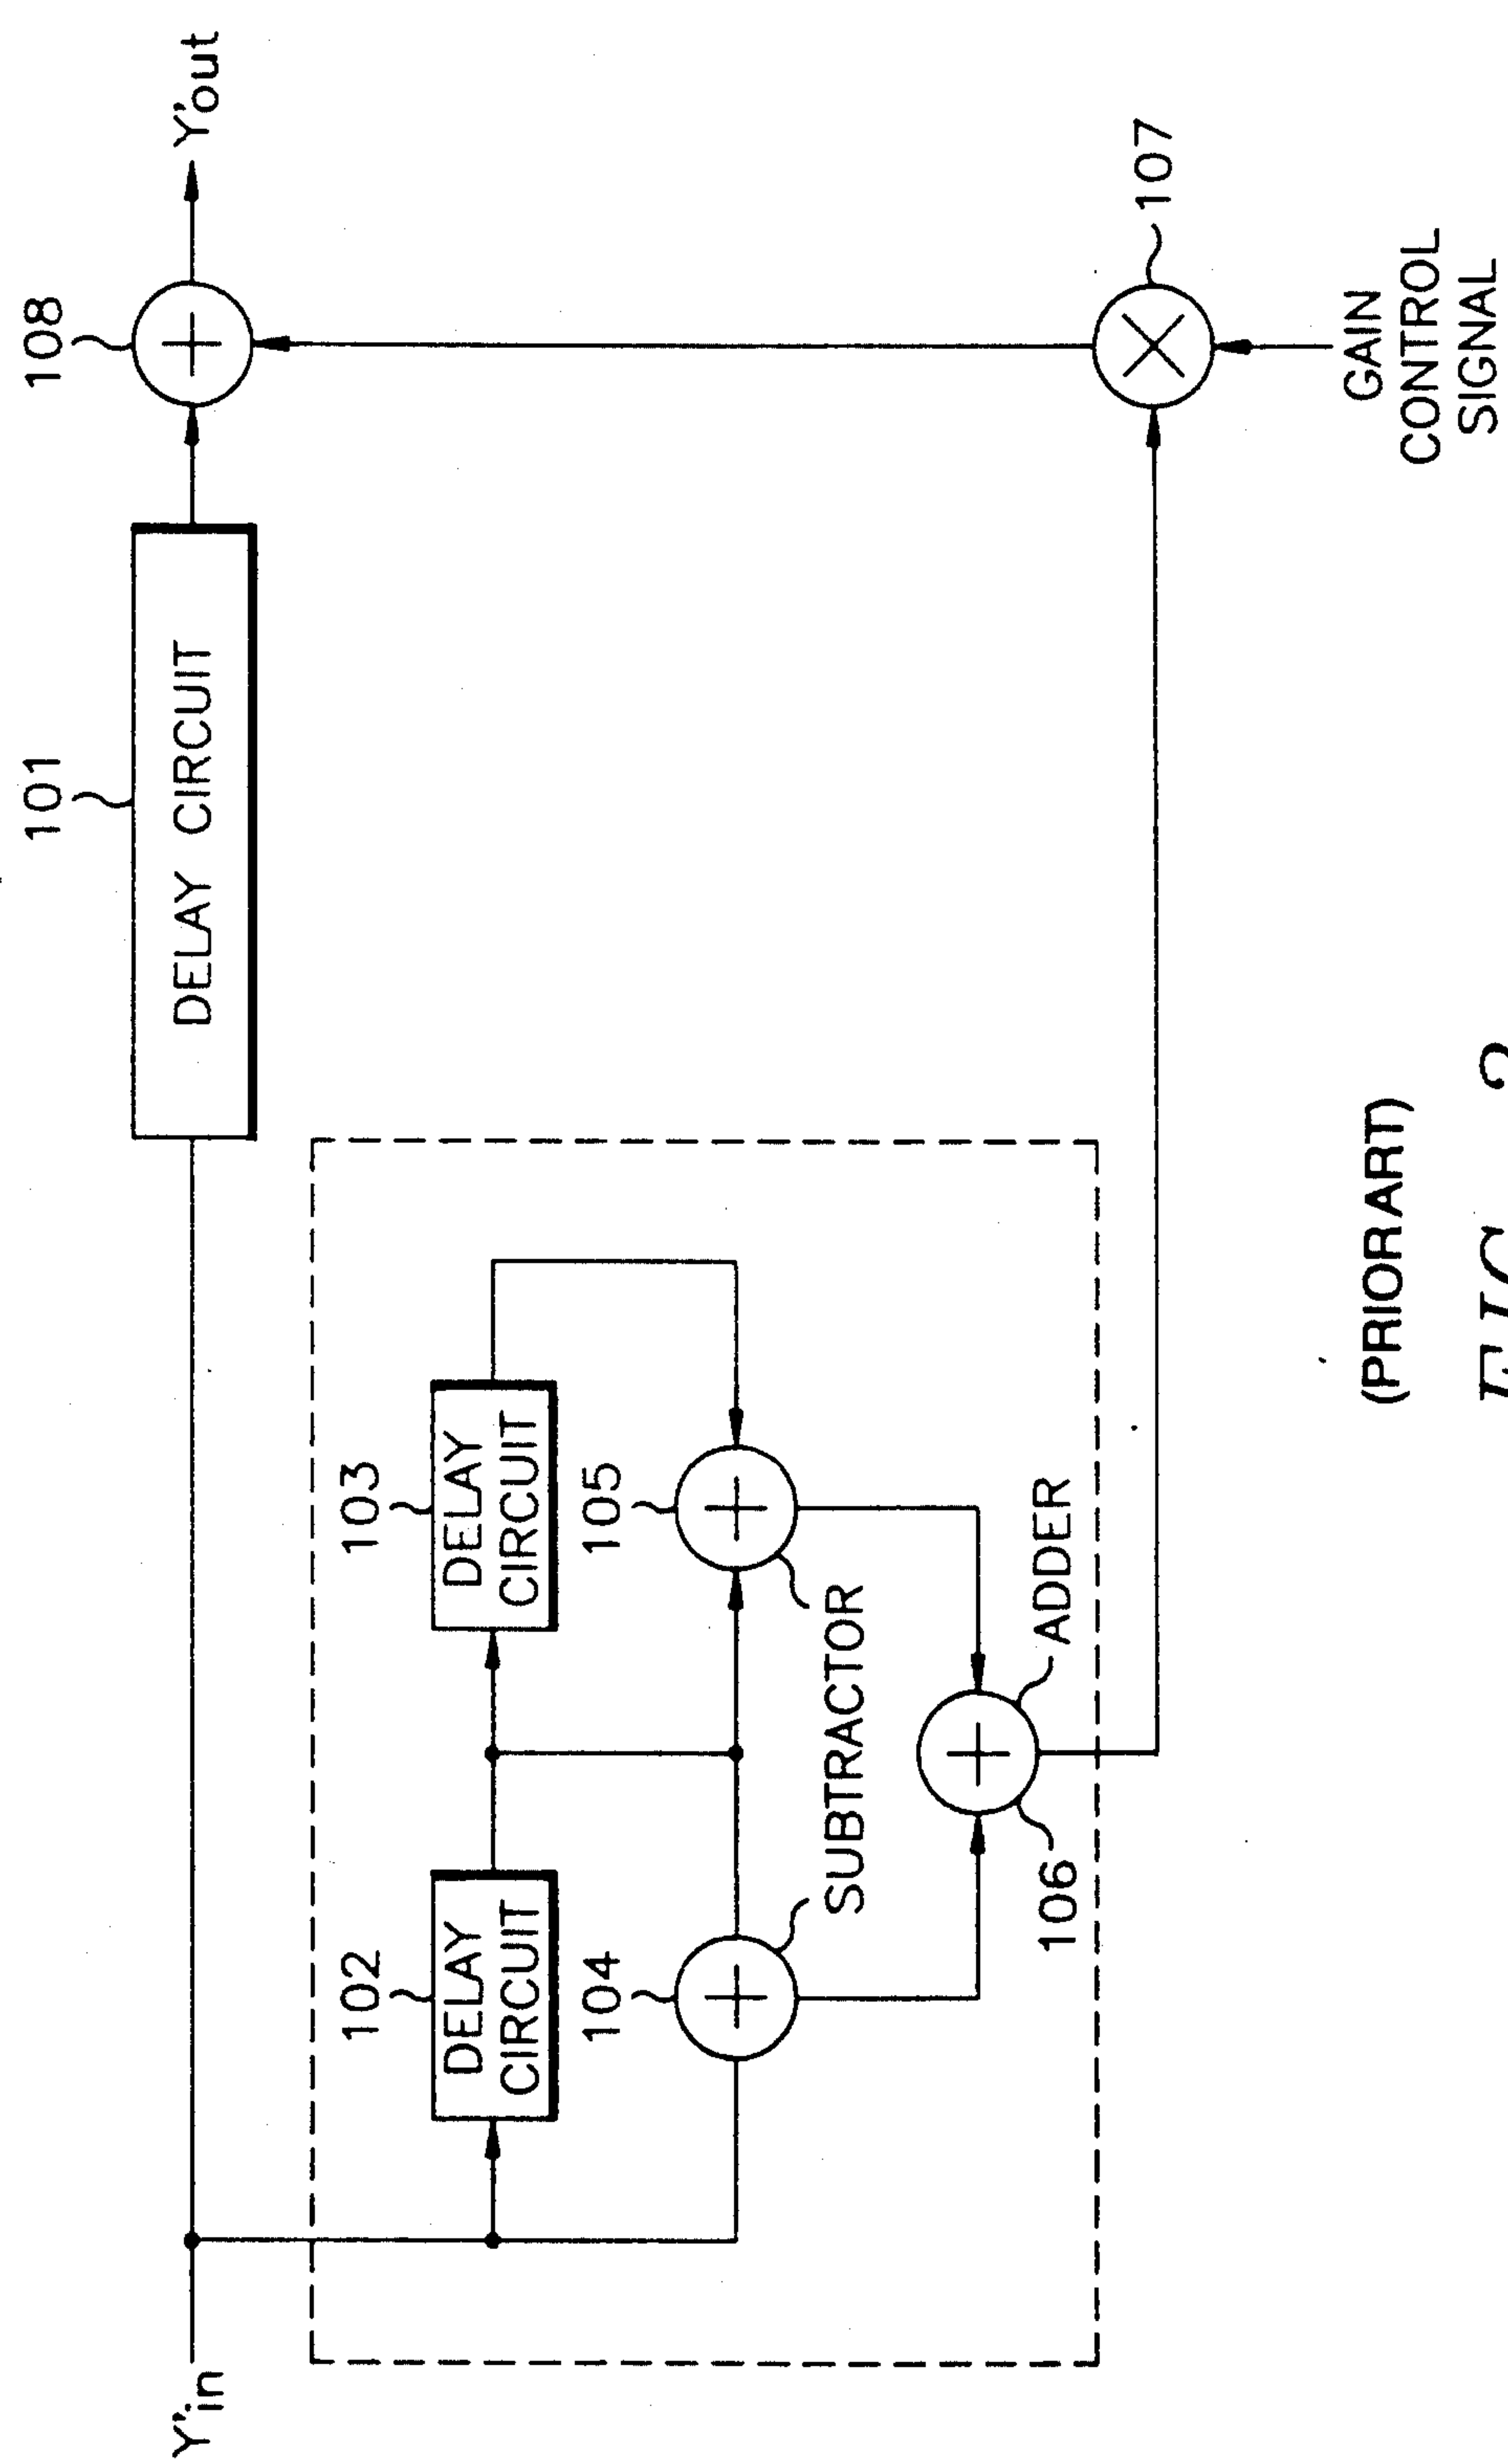 101
108
DELAY CIRCUIT
Y'in
Y'out
102
103
DELAY
CIRCUIT
DELAY
CIRCUIT
104
105
SUBTRACTOR
106
ADDER
107
GAIN
CONTROL
SIGNAL
(PRIOR ART)